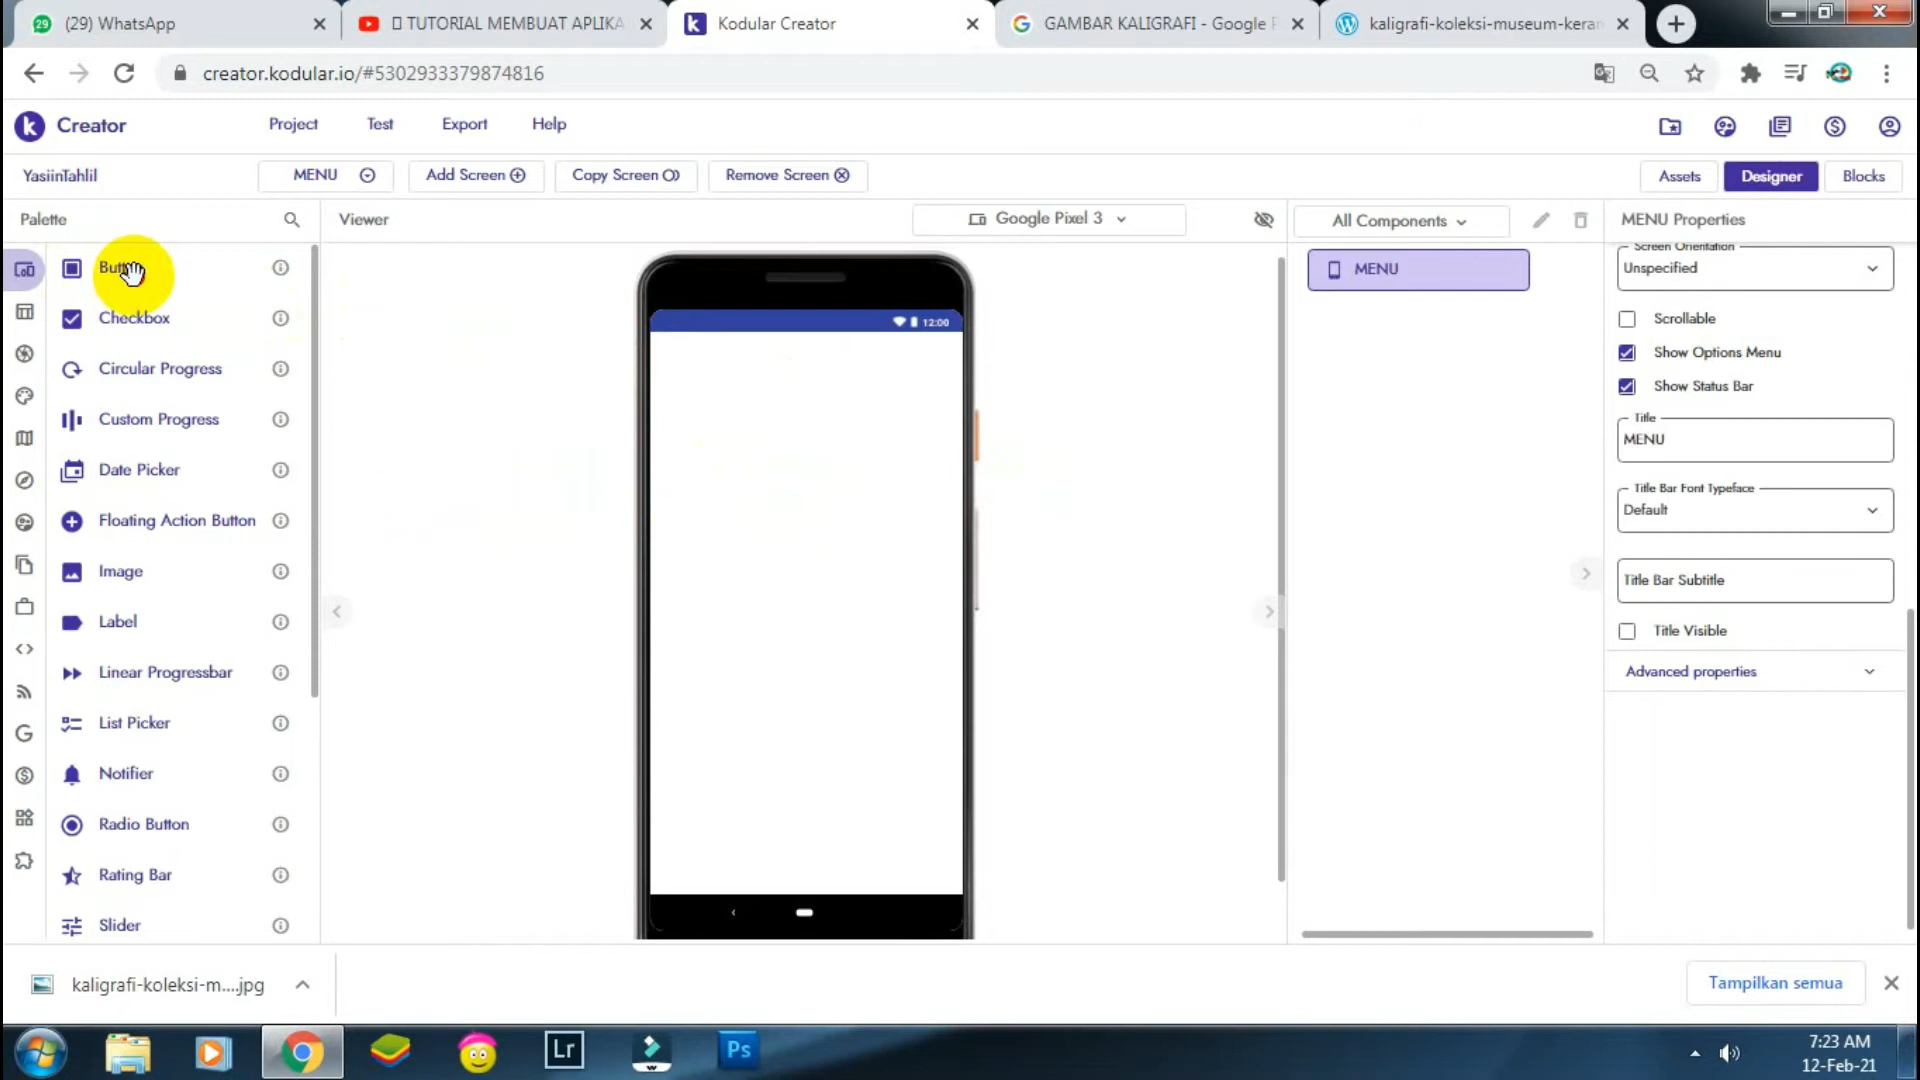 (29) WhatsApp
TUTORIAL MEMBUAT APLIKA
Kodular Creator
GAMBAR KALIGRAFI - Google P
kaligrafi-koleksi-museum-keran
creator.kodular.io/#5302933379874816
Creator
Project
Test
Export
Help
YasiinTahlil
MENU
Add Screen
Copy Screen
Remove Screen
Assets
Designer
Blocks
Palette
Viewer
Google Pixel 3
All Components
MENU Properties
Button
Checkbox
Circular Progress
Custom Progress
Date Picker
Floating Action Button
Image
Label
Linear Progressbar
List Picker
Notifier
Radio Button
Rating Bar
Slider
12:00
MENU
Screen Orientation
Unspecified
Scrollable
Show Options Menu
Show Status Bar
Title
MENU
Title Bar Font Typeface
Default
Title Bar Subtitle
Title Visible
Advanced properties
kaligrafi-koleksi-m....jpg
Tampilkan semua
Lr
Ps
7:23 AM
12-Feb-21